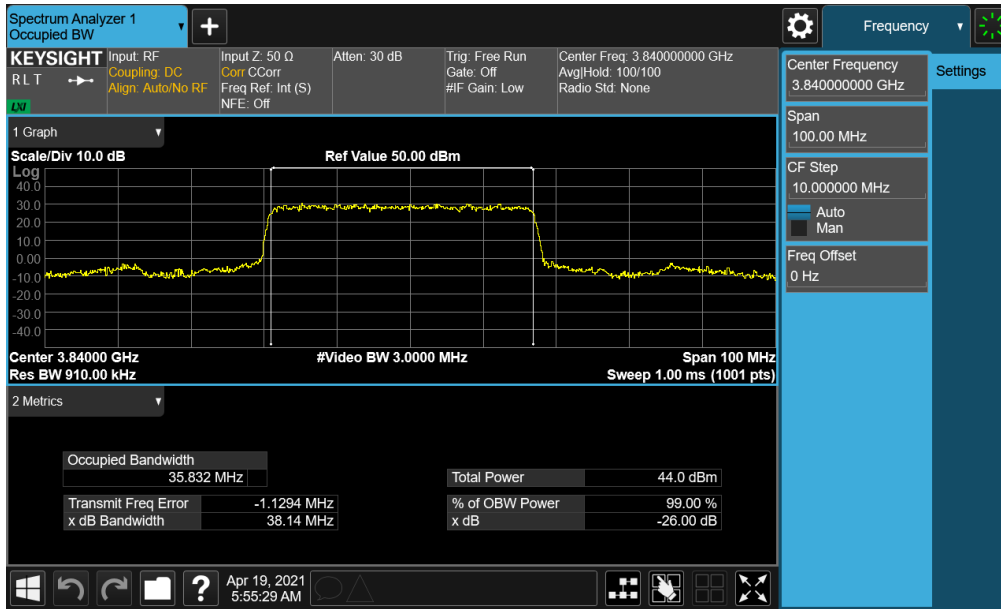 Spectrum Analyzer 1
Occupied BW
+
Frequency
KEYSIGHT
RLT
LXI
Input: RF
Coupling: DC
Align: Auto/No RF
Input Z: 50 Ω
Corr CCorr
Freq Ref: Int (S)
NFE: Off
Atten: 30 dB
Trig: Free Run
Gate: Off
#IF Gain: Low
Center Freq: 3.840000000 GHz
Avg|Hold: 100/100
Radio Std: None
Center Frequency
3.840000000 GHz
Settings
Span
100.00 MHz
CF Step
10.000000 MHz
Auto
Man
Freq Offset
0 Hz
1 Graph
Scale/Div 10.0 dB
Ref Value 50.00 dBm
Log
40.0
30.0
20.0
10.0
0.00
-10.0
-20.0
-30.0
-40.0
Center 3.84000 GHz
#Video BW 3.0000 MHz
Span 100 MHz
Res BW 910.00 kHz
Sweep 1.00 ms (1001 pts)
2 Metrics
Occupied Bandwidth
35.832 MHz
Total Power 44.0 dBm
Transmit Freq Error -1.1294 MHz
% of OBW Power 99.00 %
x dB Bandwidth 38.14 MHz
x dB -26.00 dB
?
Apr 19, 2021
5:55:29 AM